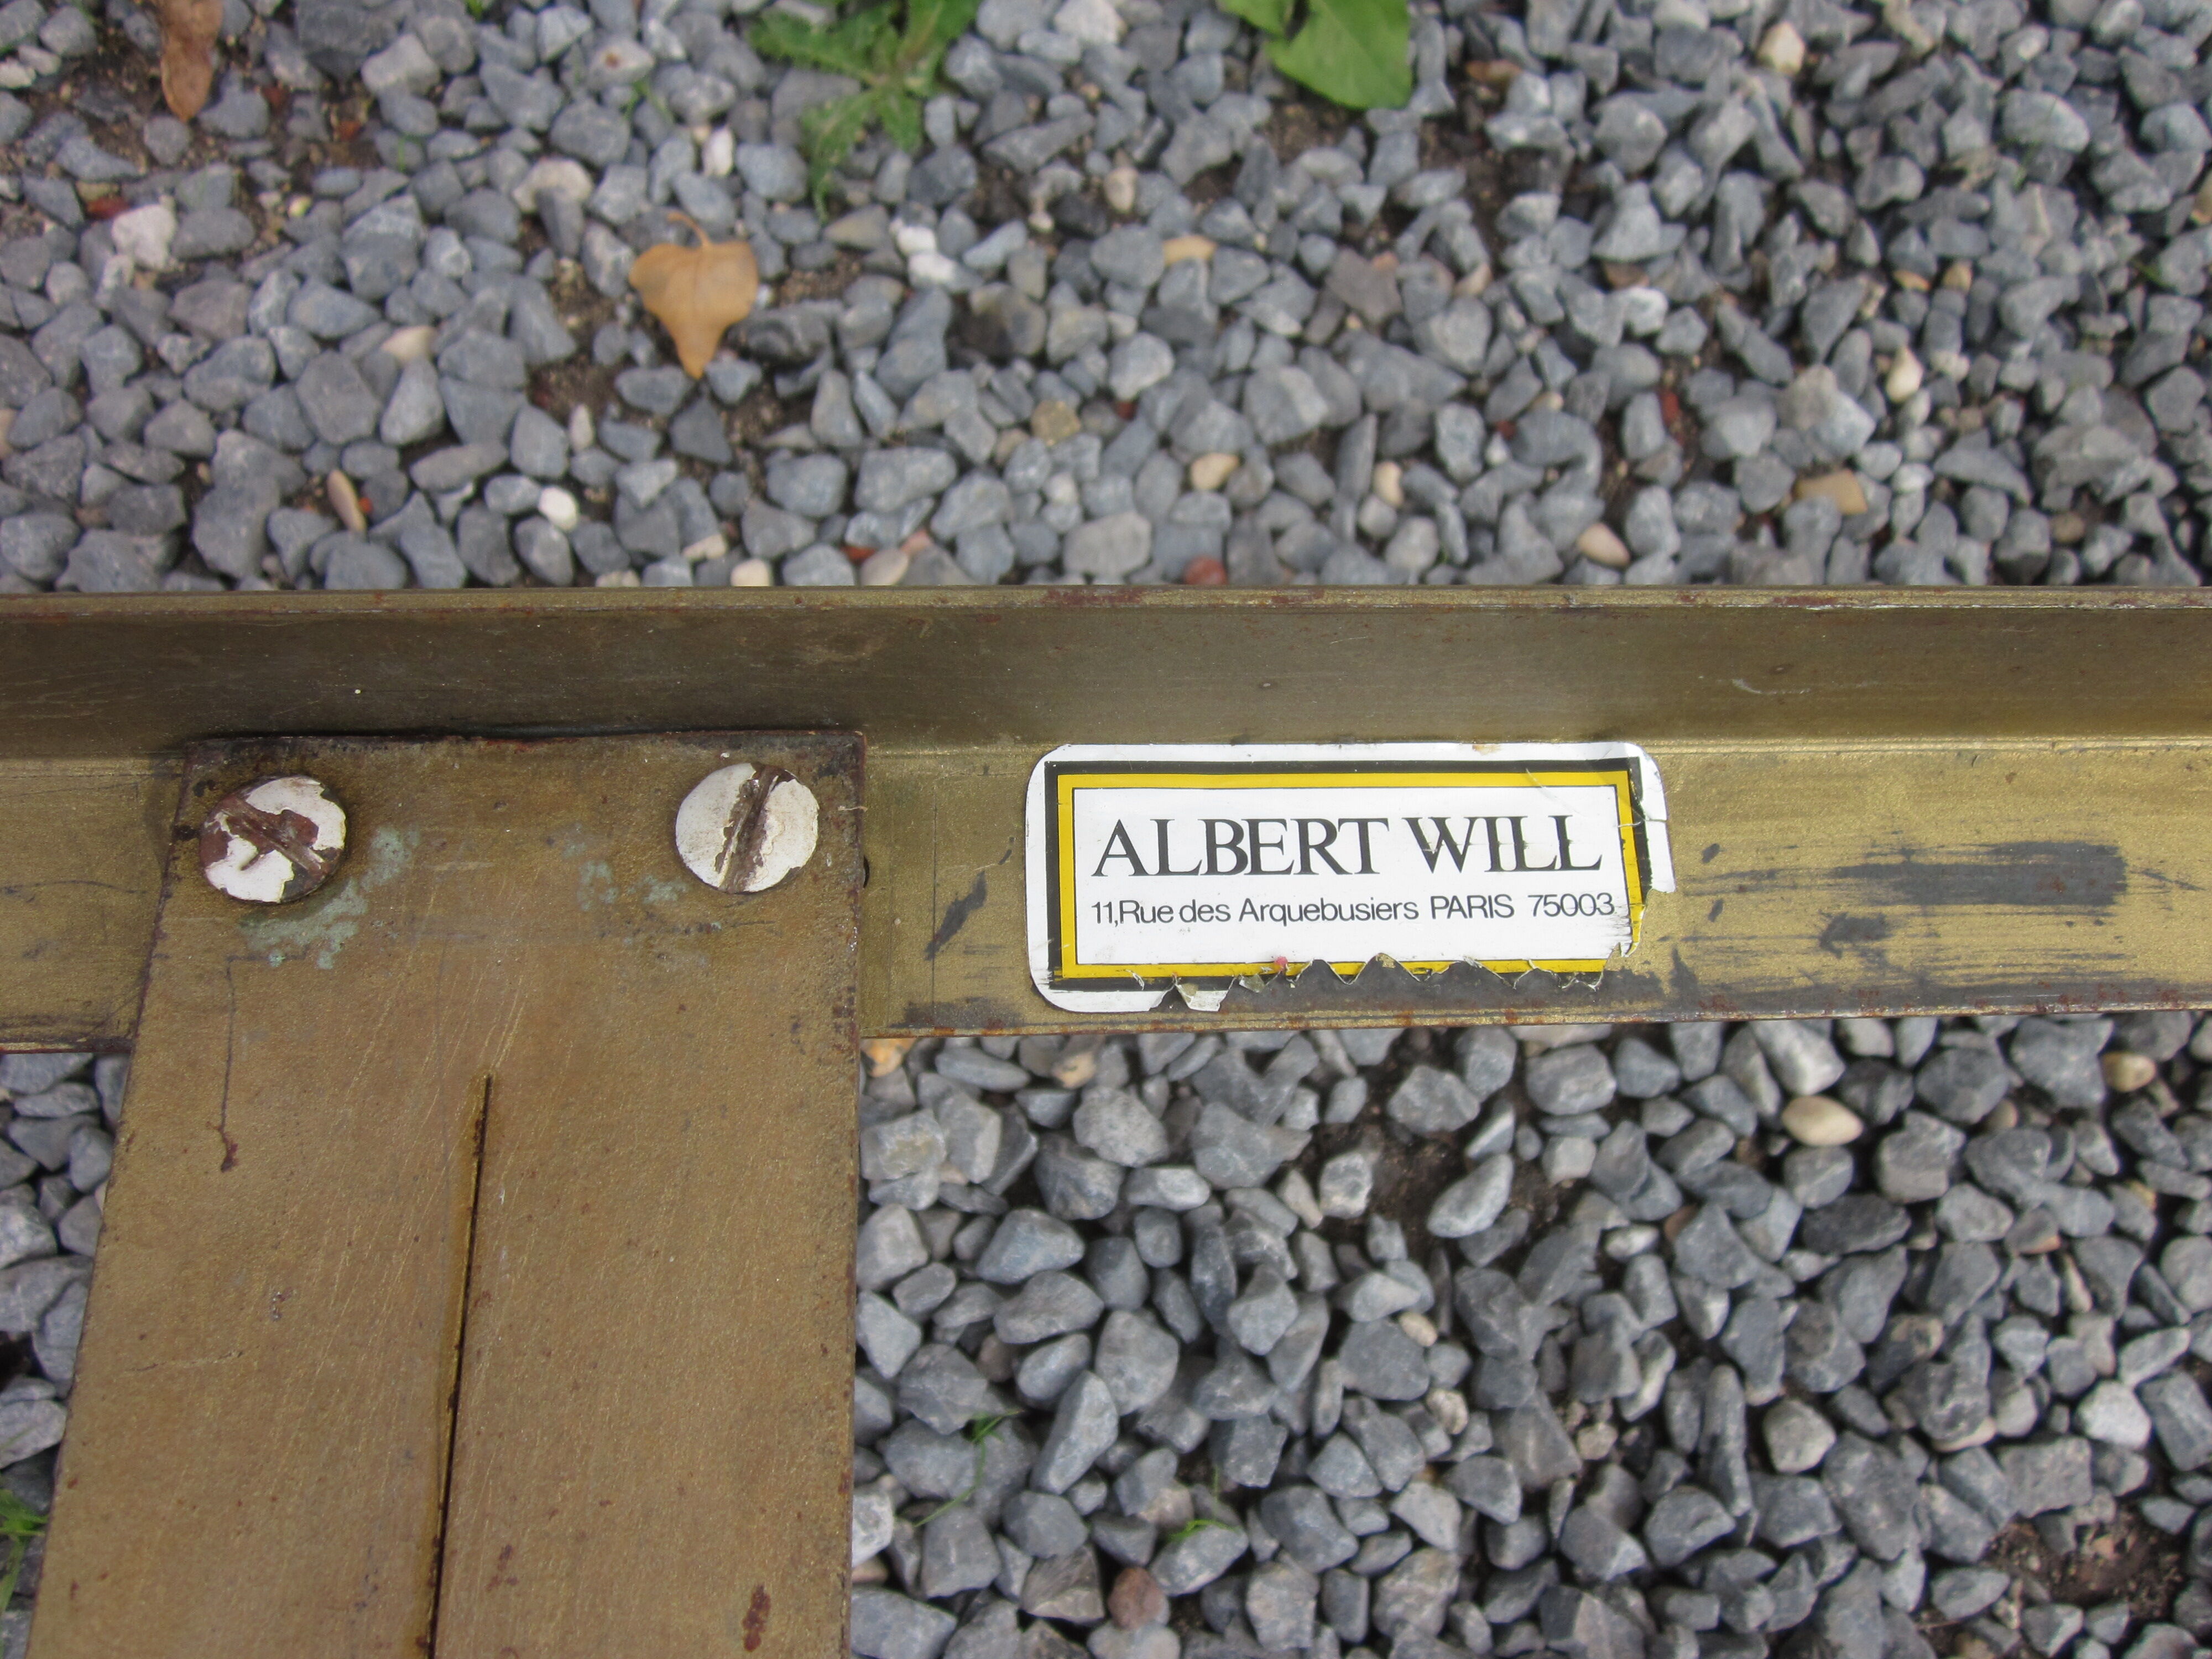 ALBERT WILL
11,Rue des Arquebusiers PARIS 75003